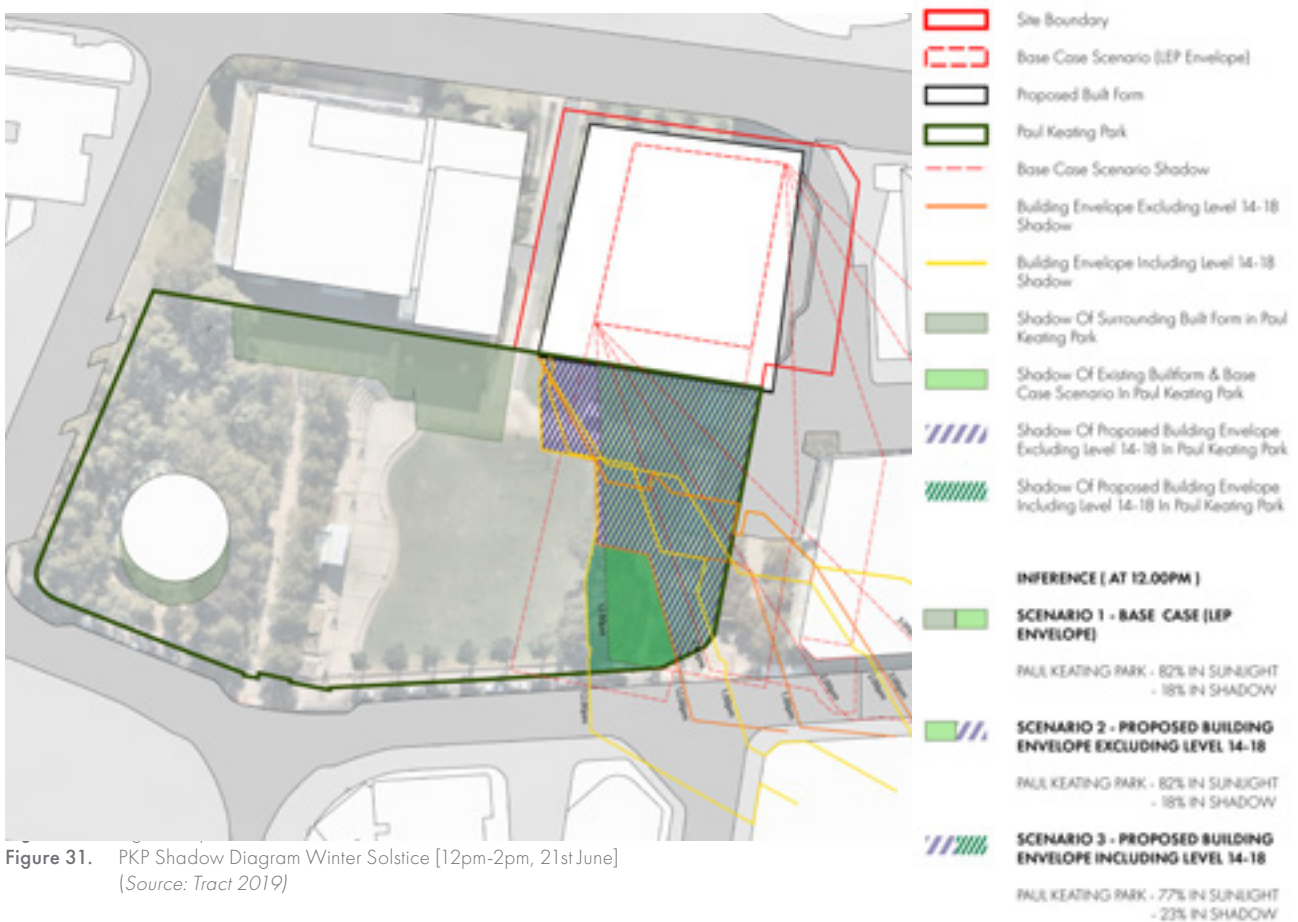 Site Boundary
Base Case Scenario (LEP Envelope)
Proposed Built Form
Paul Keating Park
Base Case Scenario Shadow
Building Envelope Excluding Level 14-18
Shadow
Building Envelope Including Level 14-18
Shadow
Shadow Of Surrounding Built Form in Paul
Keating Park
Shadow Of Existing Builtform & Base
Case Scenario In Paul Keating Park
Shadow Of Proposed Building Envelope
Excluding Level 14-18 In Paul Keating Park
Shadow Of Proposed Building Envelope
Including Level 14-18 In Paul Keating Park
INFERENCE ( AT 12.00PM )
SCENARIO 1 - BASE CASE (LEP
ENVELOPE)
PAUL KEATING PARK - 82% IN SUNLIGHT
- 18% IN SHADOW
SCENARIO 2 - PROPOSED BUILDING
ENVELOPE EXCLUDING LEVEL 14-18
PAUL KEATING PARK - 82% IN SUNLIGHT
- 18% IN SHADOW
SCENARIO 3 - PROPOSED BUILDING
ENVELOPE INCLUDING LEVEL 14-18
PAUL KEATING PARK - 77% IN SUNLIGHT
- 23% IN SHADOW
Figure 31. PKP Shadow Diagram Winter Solstice [12pm-2pm, 21st June]
(Source: Tract 2019)